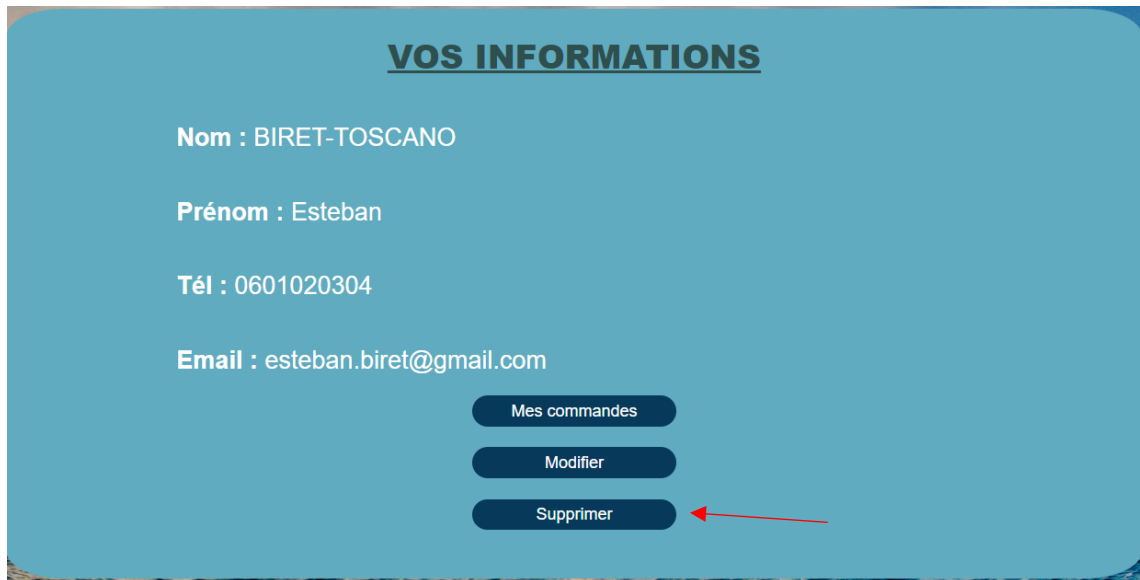 VOS INFORMATIONS
Nom : BIRET-TOSCANO
Prénom : Esteban
Tél : 0601020304
Email : esteban.biret@gmail.com
Mes commandes
Modifier
Supprimer